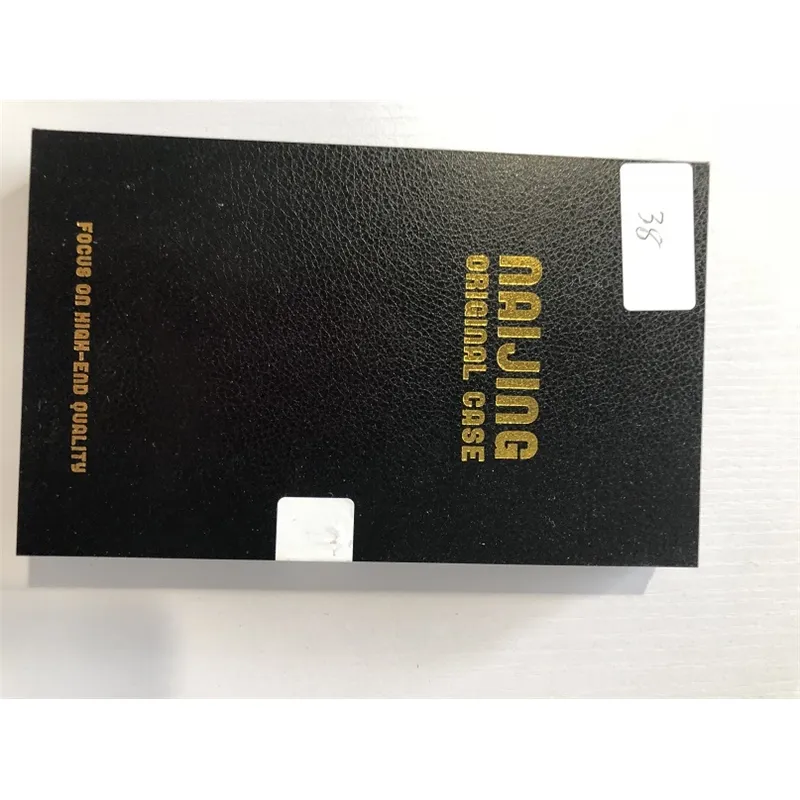 38
NAIJING
ORIGINAL CASE
FOCUS ON HIGH-END QUALITY